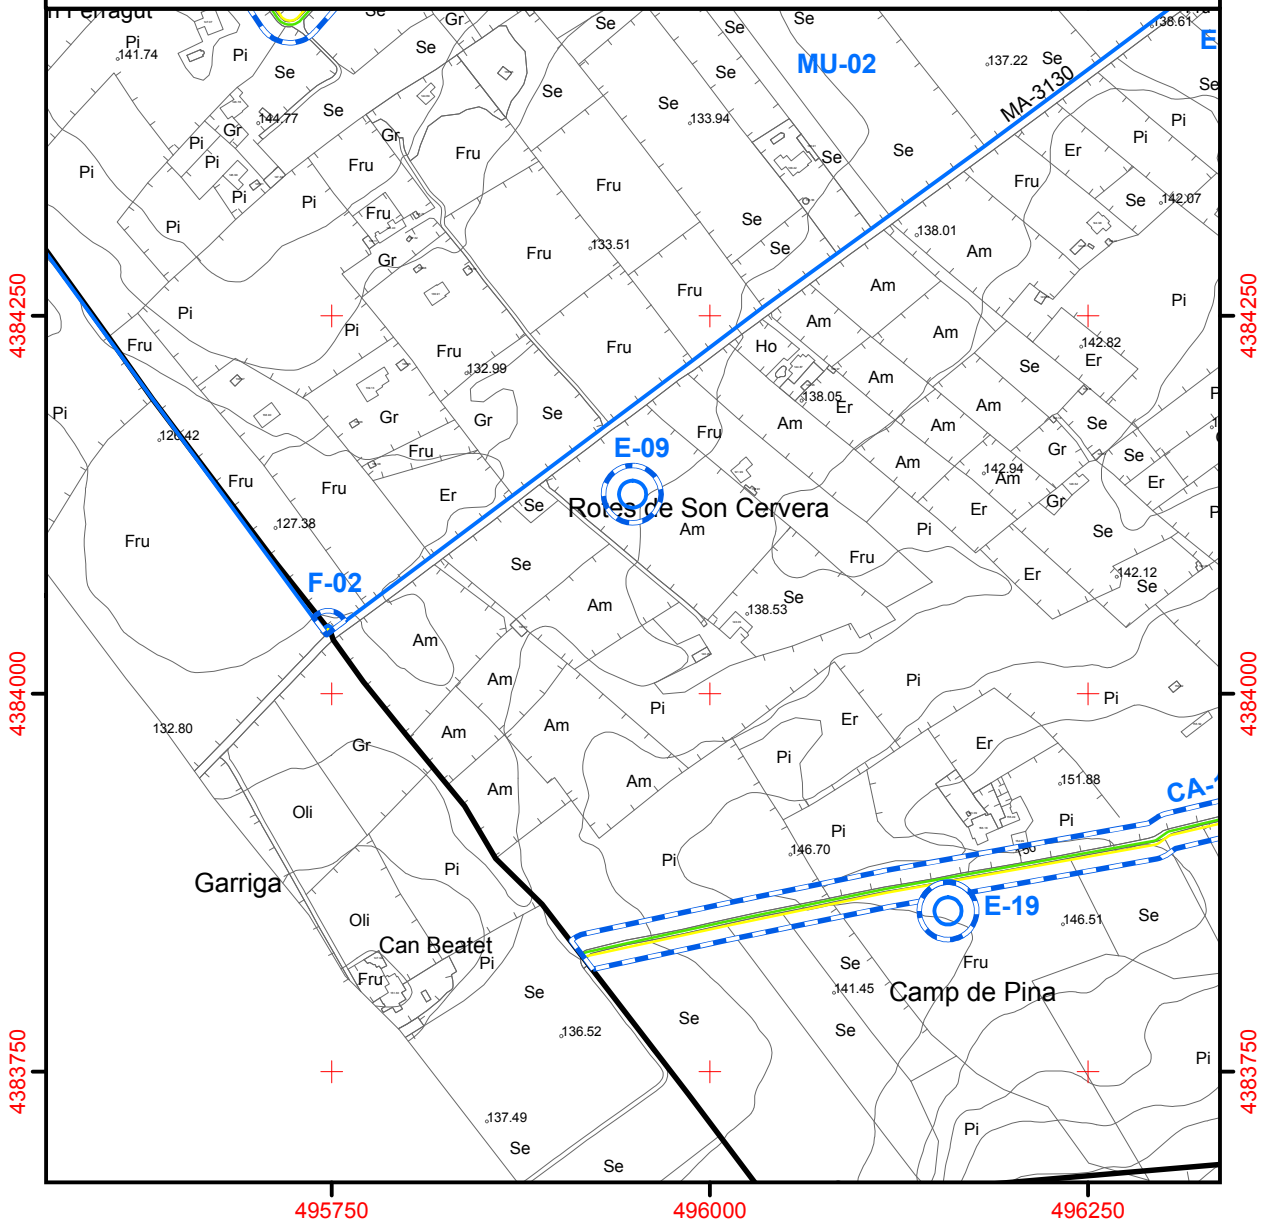 Se
Gr
Se
Se
138.61
Pi
141.74
Pi
Se
Se
MU-02
137.22
Se
E
Se
Se
Se
Se
MA-3130
144.77
Gr
Se
Gr
133.94
Pi
Pi
Pi
Fru
Fru
Se
Se
Er
Pi
Pi
Pi
Pi
Pi
Fru
Fru
Fru
Se
142.07
Pi
Fru
133.51
Se
Se
138.01
Am
Gr
Fru
Am
Pi
4384250
Pi
Pi
Am
Am
4384250
Fru
Fru
Fru
Ho
142.82
Er
132.99
Am
Se
Pi
Gr
Gr
Se
138.05
Er
Am
Am
Am
Se
126.42
Fru
Fru
E-09
Am
Gr
Se
142.94
Am
Fru
Fru
Er
Se
Rotes de Son Cervera
Er
Gr
Er
127.38
Am
Pi
Se
Fru
Se
Fru
F-02
Am
Er
142.12
Se
Se
138.53
Am
4384000
Am
Pi
Pi
4384000
132.80
Gr
Am
Am
Pi
Er
Er
Pi
Oli
Am
Am
151.88
CA-
Pi
Pi
Pi
Pi
146.70
Garriga
Oli
E-19
146.51
Se
Can Beatet
Pi
Fru
Se
Se
Fru
141.45
Camp de Pina
136.52
Se
Se
4383750
Pi
4383750
137.49
Se
Se
Pi
495750
496000
496250